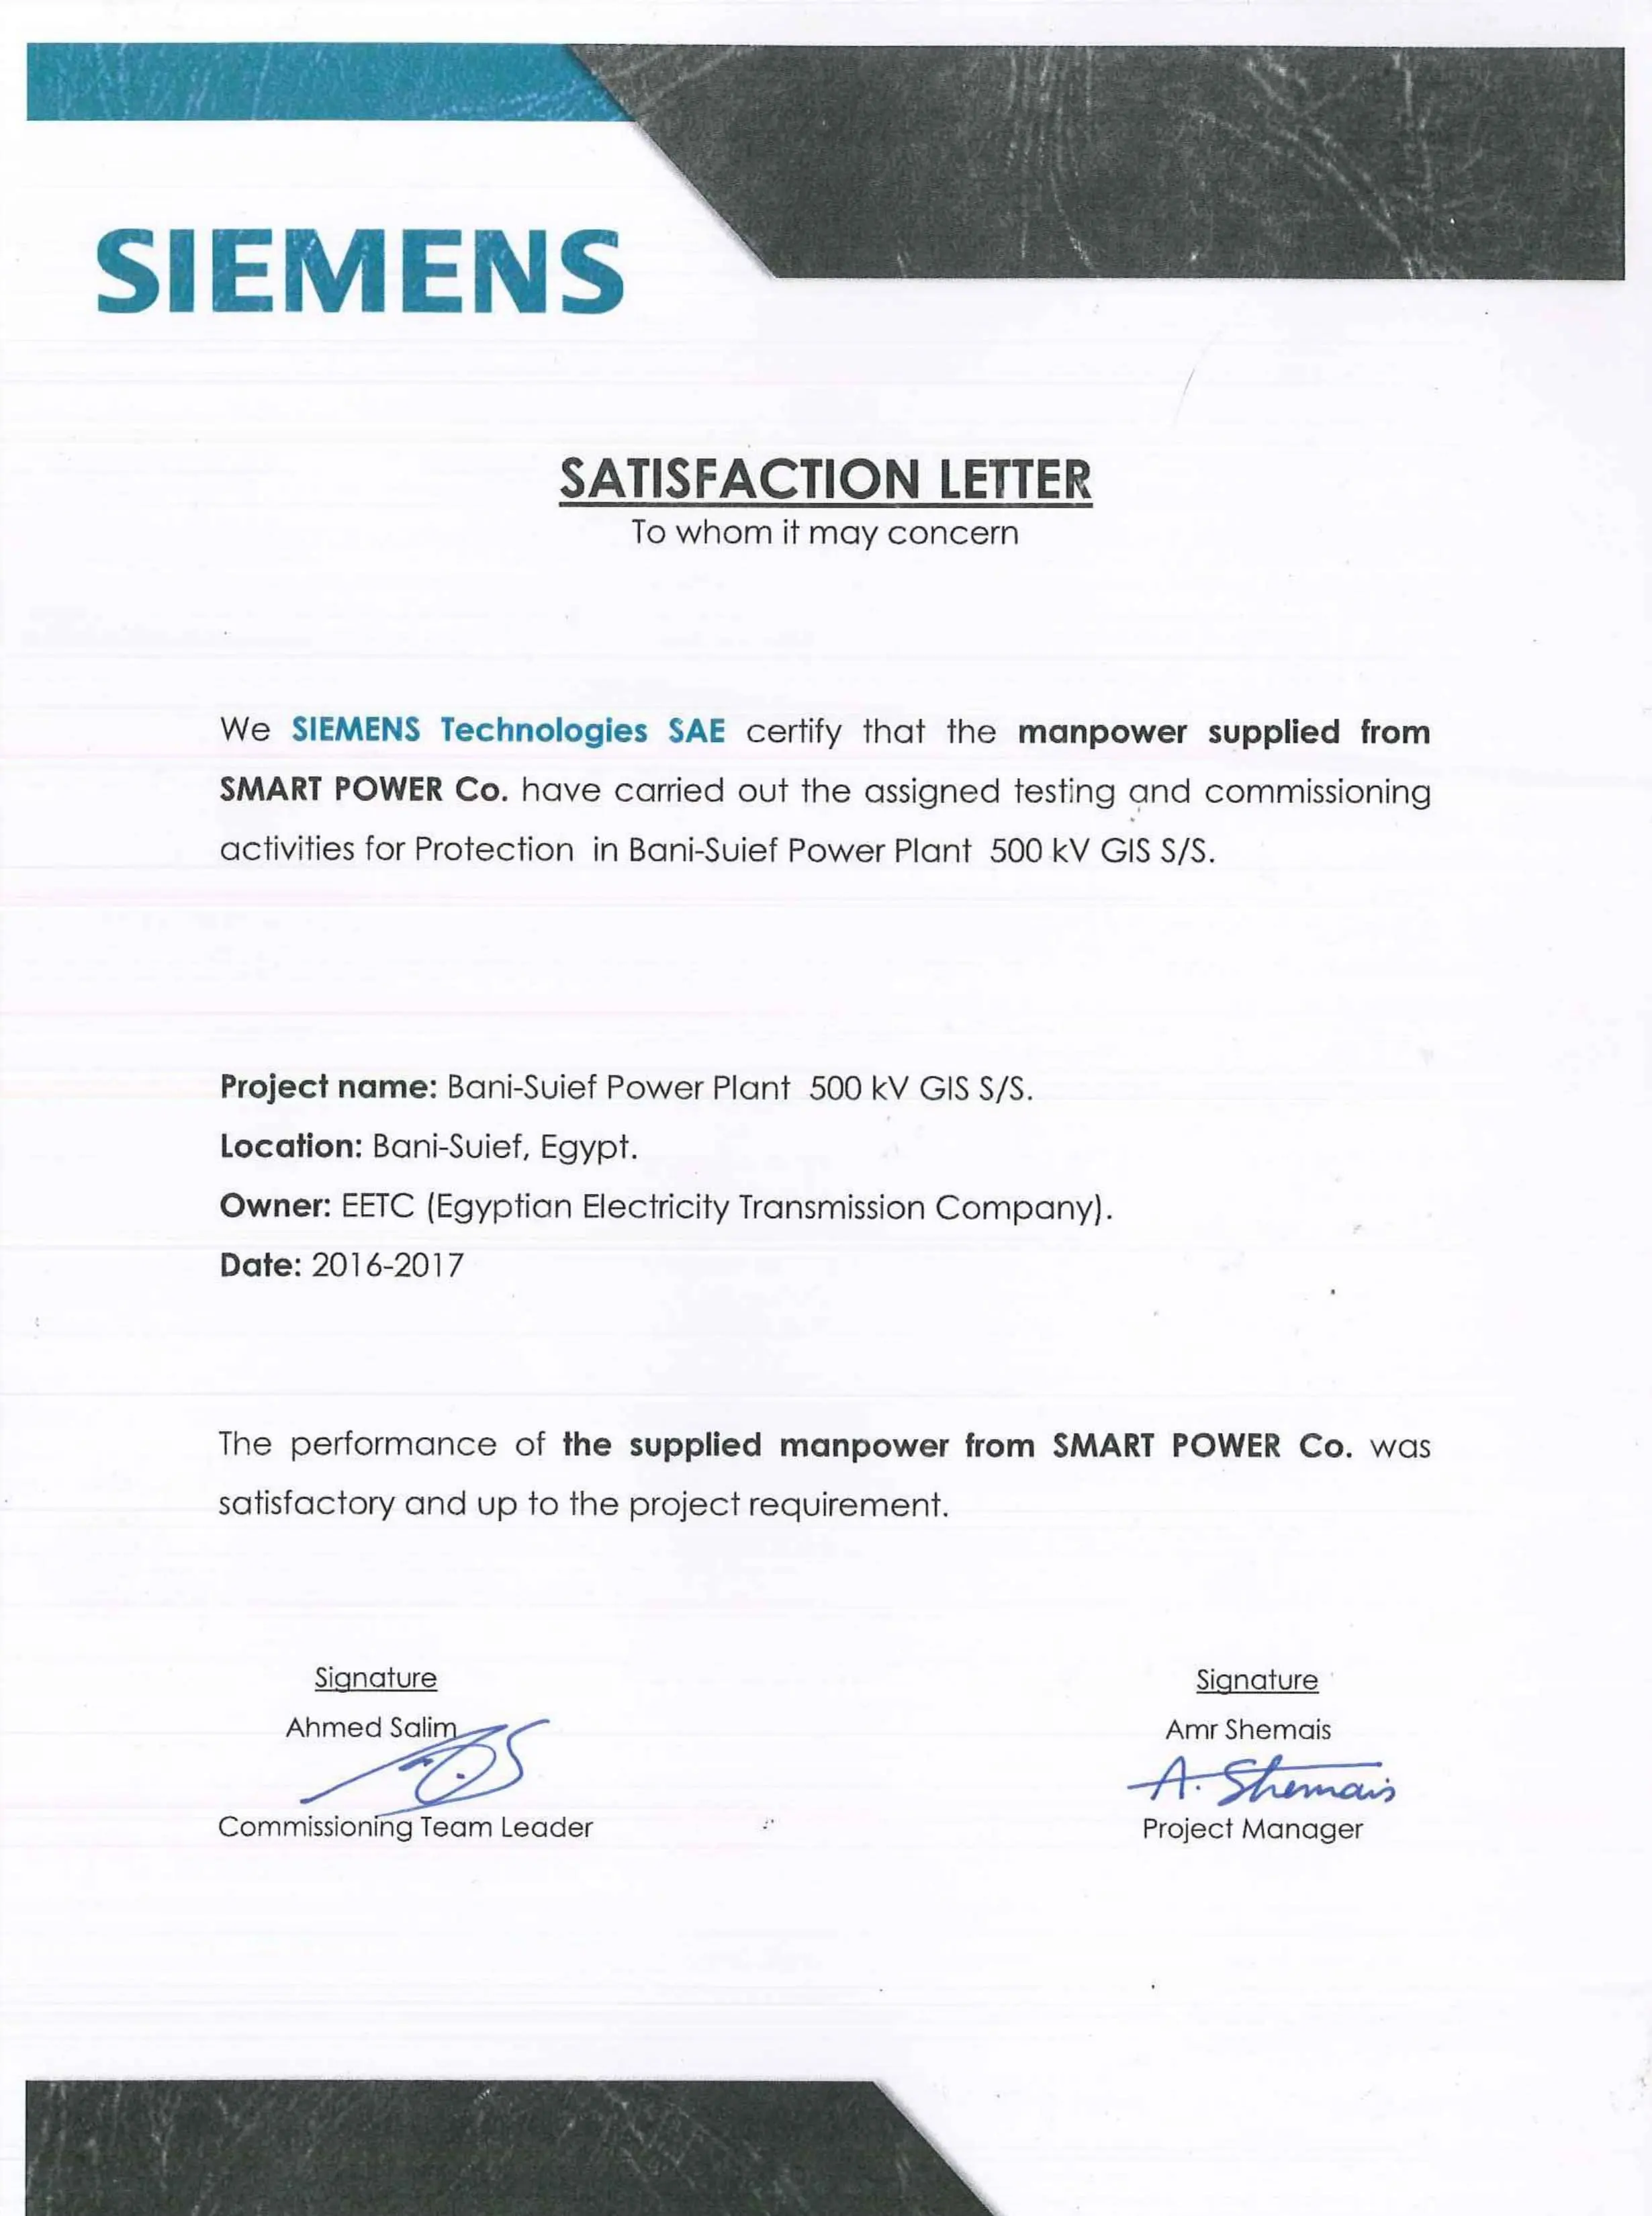 SIEMENS
SATISFACTION LETTER
To whom it may concern
We SIEMENS Technologies SAE certify that the manpower supplied from
SMART POWER Co. have carried out the assigned testing and commissioning
activities for Protection in Bani-Suief Power Plant 500 kV GIS S/S.
Project name: Bani-Suief Power Plant 500 kV GIS S/S.
Location: Bani-Suief, Egypt.
Owner: EETC (Egyptian Electricity Transmission Company).
Date: 2016-2017
The performance of the supplied manpower from SMART POWER Co. was
satisfactory and up to the project requirement.
Signature
Ahmed Salim
Commissioning Team Leader
Signature
Amr Shemais
A. Shemais
Project Manager